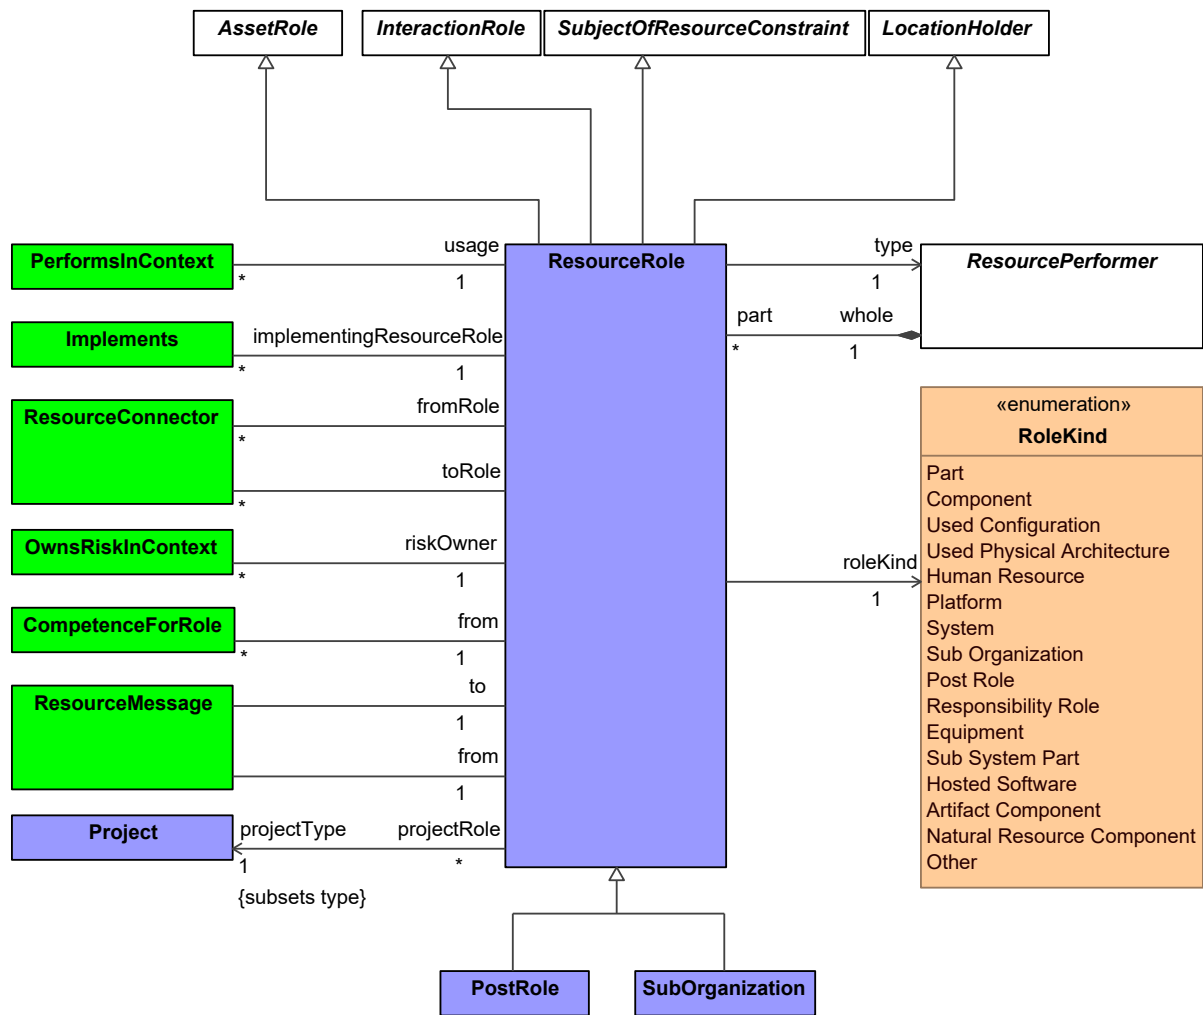 AssetRole
InteractionRole
SubjectOfResourceConstraint
LocationHolder
PerformsInContext
usage
*
1
ResourceRole
type
1
ResourcePerformer
part
whole
*
1
Implements
implementingResourceRole
*
1
ResourceConnector
fromRole
*
toRole
*
OwnsRiskInContext
riskOwner
*
1
CompetenceForRole
from
*
1
ResourceMessage
to
1
from
1
Project
projectType
projectRole
1
*
{subsets type}
roleKind
1
«enumeration»
RoleKind
Part
Component
Used Configuration
Used Physical Architecture
Human Resource
Platform
System
Sub Organization
Post Role
Responsibility Role
Equipment
Sub System Part
Hosted Software
Artifact Component
Natural Resource Component
Other
PostRole
SubOrganization